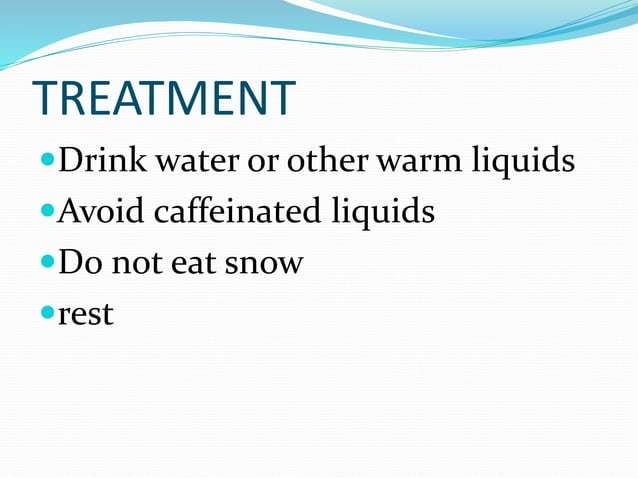 TREATMENT
Drink water or other warm liquids
Avoid caffeinated liquids
Do not eat snow
rest